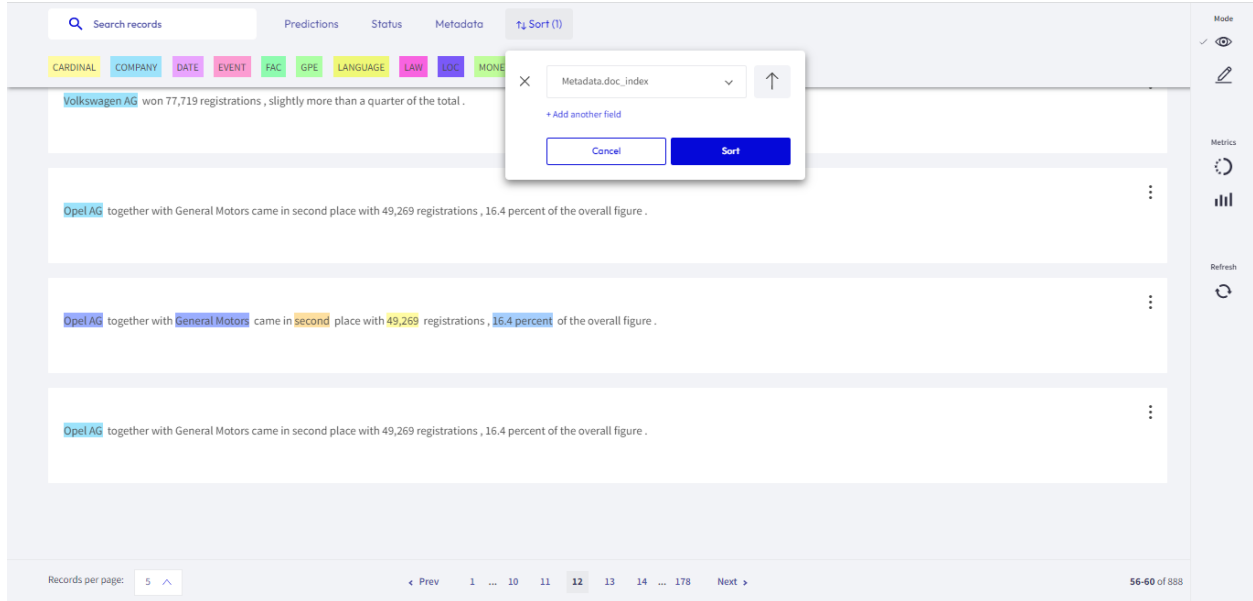 Search records Predictions Status Metadata Sort (1) Mode
CARDINAL COMPANY DATE EVENT FAC GPE LANGUAGE LAW LOC MONE
Metadata.doc_index
+ Add another field
Cancel Sort
Volkswagen AG won 77,719 registrations , slightly more than a quarter of the total .
Metrics
Opel AG together with General Motors came in second place with 49,269 registrations , 16.4 percent of the overall figure .
Refresh
Opel AG together with General Motors came in second place with 49,269 registrations , 16.4 percent of the overall figure .
Opel AG together with General Motors came in second place with 49,269 registrations , 16.4 percent of the overall figure .
Records per page: 5 Prev 1 ... 10 11 12 13 14 ... 178 Next 56-60 of 888